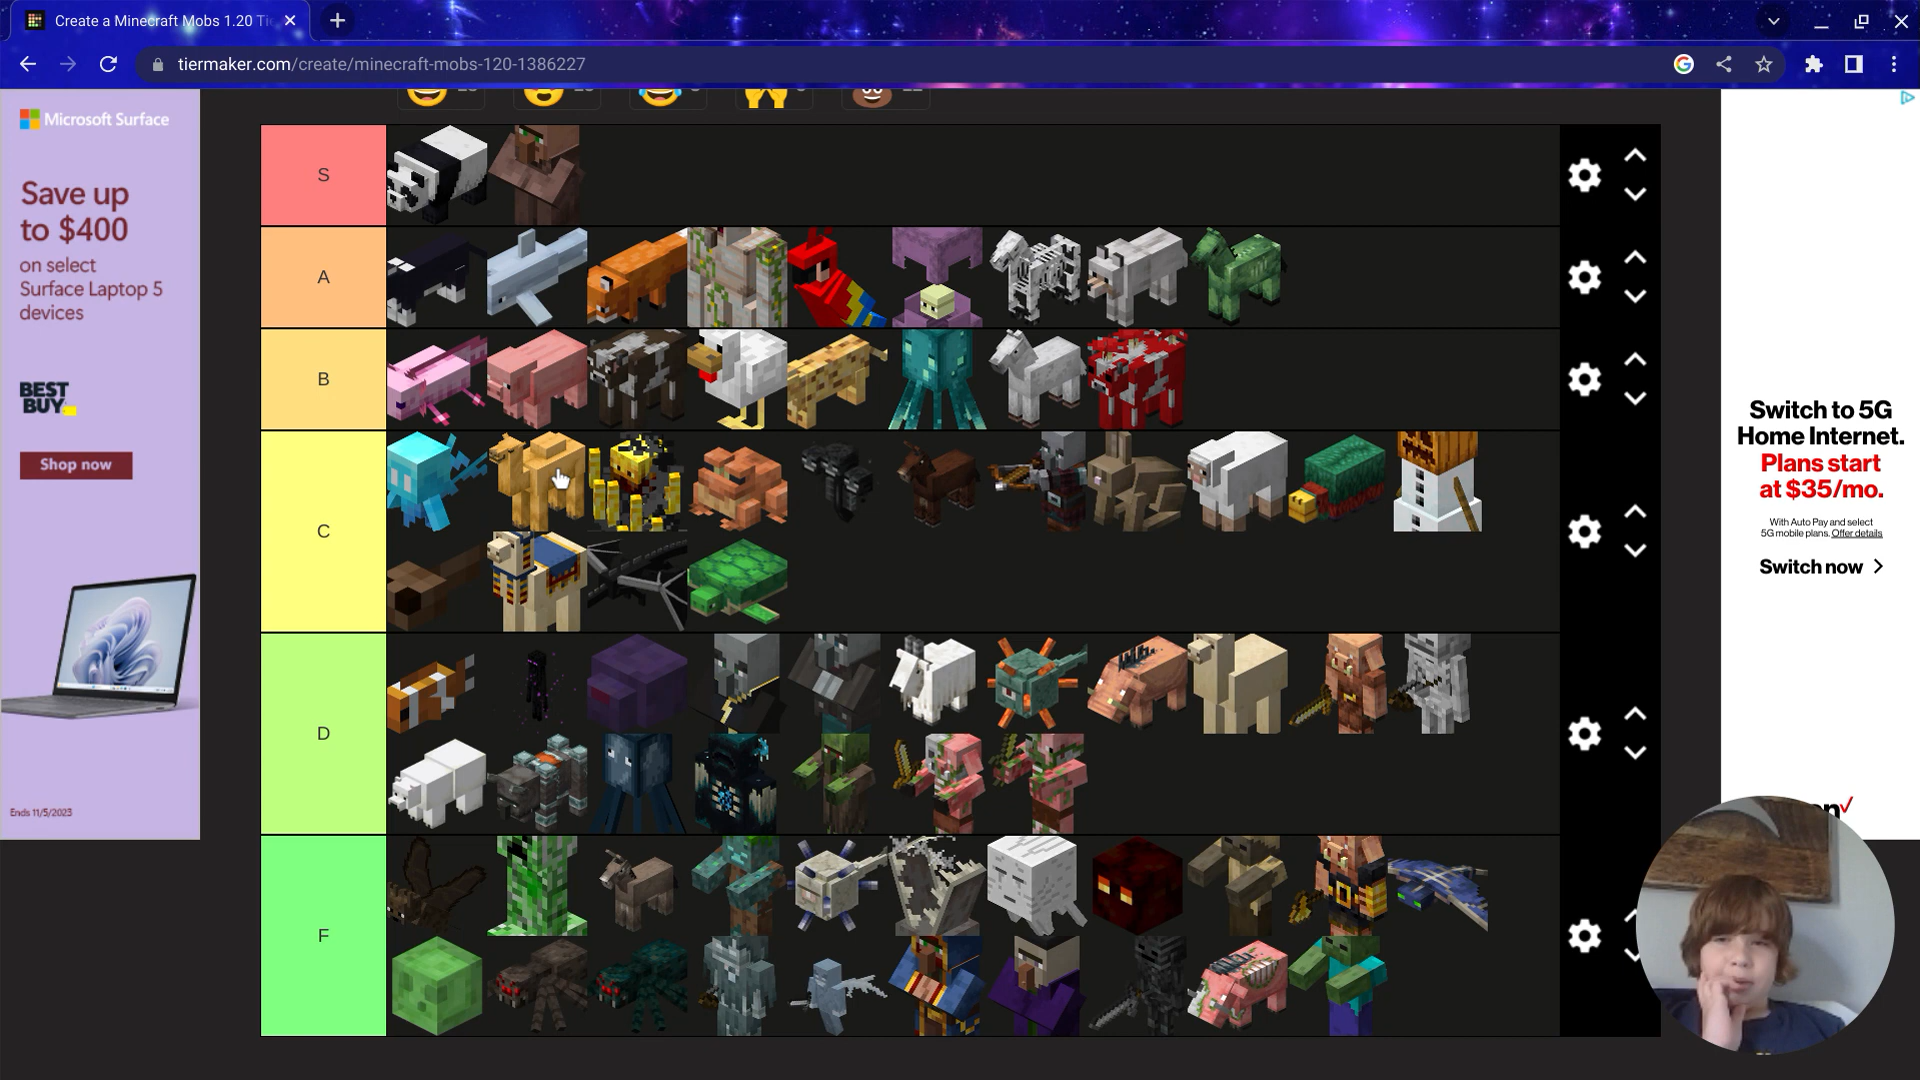 Create a Minecraft Mobs 1.20 Ti
tiermaker.com/create/minecraft-mobs-120-1386227
Microsoft Surface
Save up
to $400
on select
Surface Laptop 5
devices
BEST
BUY
Shop now
Ends 11/5/2023
S
A
B
C
D
F
Switch to 5G
Home Internet.
Plans start
at $35/mo.
With Auto Pay and select
5G mobile plans. Offer details
Switch now